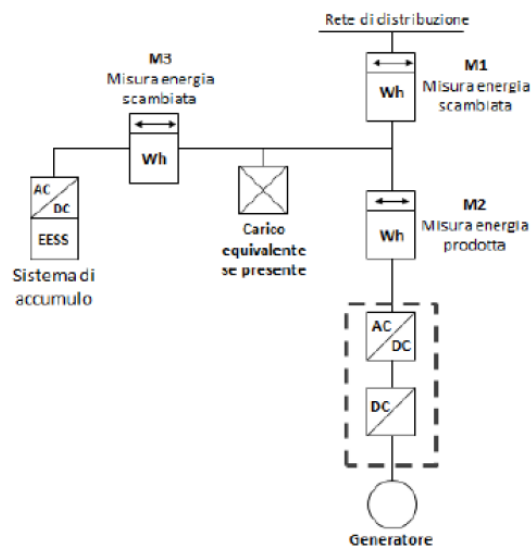 Rete di distribuzione
M3
Misura energia
scambiata
Wh
M1
Misura energia
scambiata
Wh
AC
DC
EESS
Sistema di
accumulo
Carico
equivalente
se presente
M2
Misura energia
prodotta
Wh
AC
DC
DC
Generatore